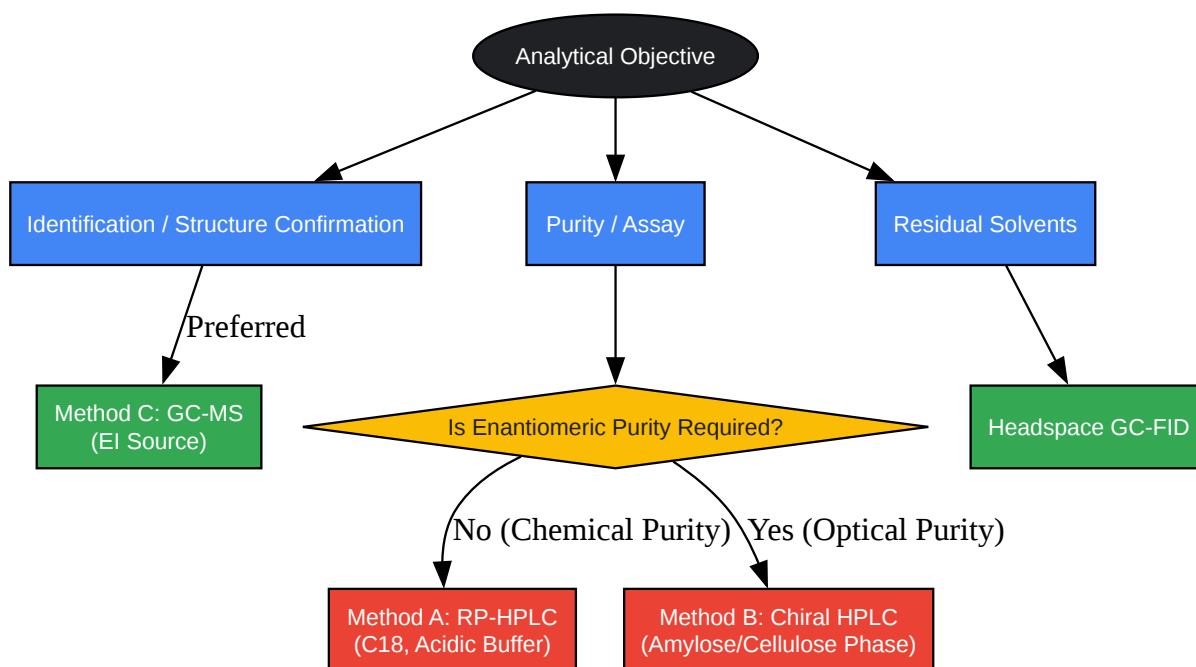 Analytical Objective
Identification / Structure Confirmation
Purity / Assay
Residual Solvents
Preferred
Method C: GC-MS
(EI Source)
Is Enantiomeric Purity Required?
Headspace GC-FID
No (Chemical Purity)
Yes (Optical Purity)
Method A: RP-HPLC
(C18, Acidic Buffer)
Method B: Chiral HPLC
(Amylose/Cellulose Phase)